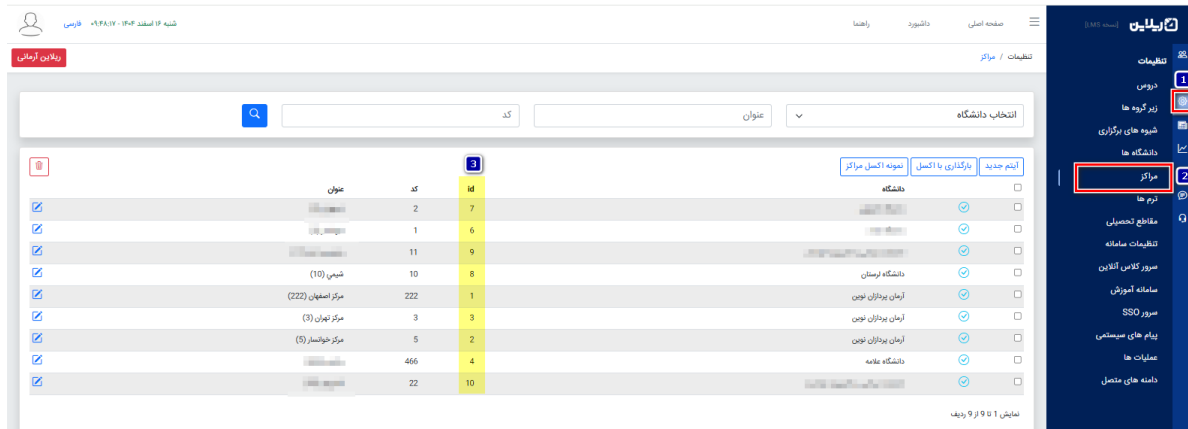 ریلاین [نسخه LMS]
☰ صفحه اصلی داشبورد راهنما
شنبه ۱۶ اسفند ۱۴۰۴ - ۰۹:۴۸:۱۷ فارسی
تنظیمات / مراکز
ریلاین آرمانی
تنظیمات
1
دروس
زیر گروه ها
شیوه های برگزاری
دانشگاه ها
مراکز
2
ترم ها
مقاطع تحصیلی
تنظیمات سامانه
سرور کلاس آنلاین
سامانه آموزش
سرور SSO
پیام های سیستمی
عملیات ها
دامنه های متصل
انتخاب دانشگاه عنوان کد
آیتم جدید بارگذاری با اکسل نمونه اکسل مراکز
3
دانشگاه id کد عنوان
7 2
6 1
9 11
دانشگاه لرستان 8 10 شیمی (10)
آرمان پردازان نوین 1 222 مرکز اصفهان (222)
آرمان پردازان نوین 3 3 مرکز تهران (3)
آرمان پردازان نوین 2 5 مرکز خوانسار (5)
دانشگاه علامه 4 466
10 22
نمایش 1 تا 9 از 9 ردیف